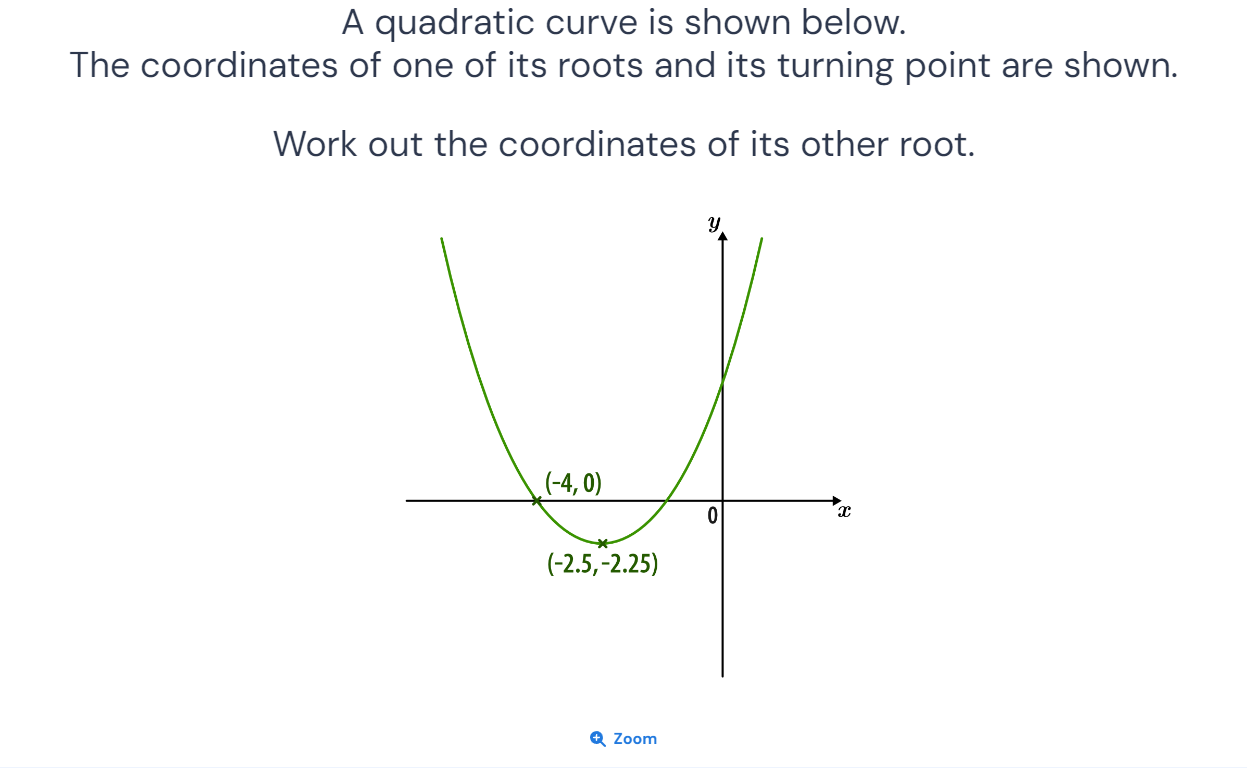 A quadratic curve is shown below.
The coordinates of one of its roots and its turning point are shown.
Work out the coordinates of its other root.
y
(-4, 0)
0
x
(-2.5, -2.25)
Zoom